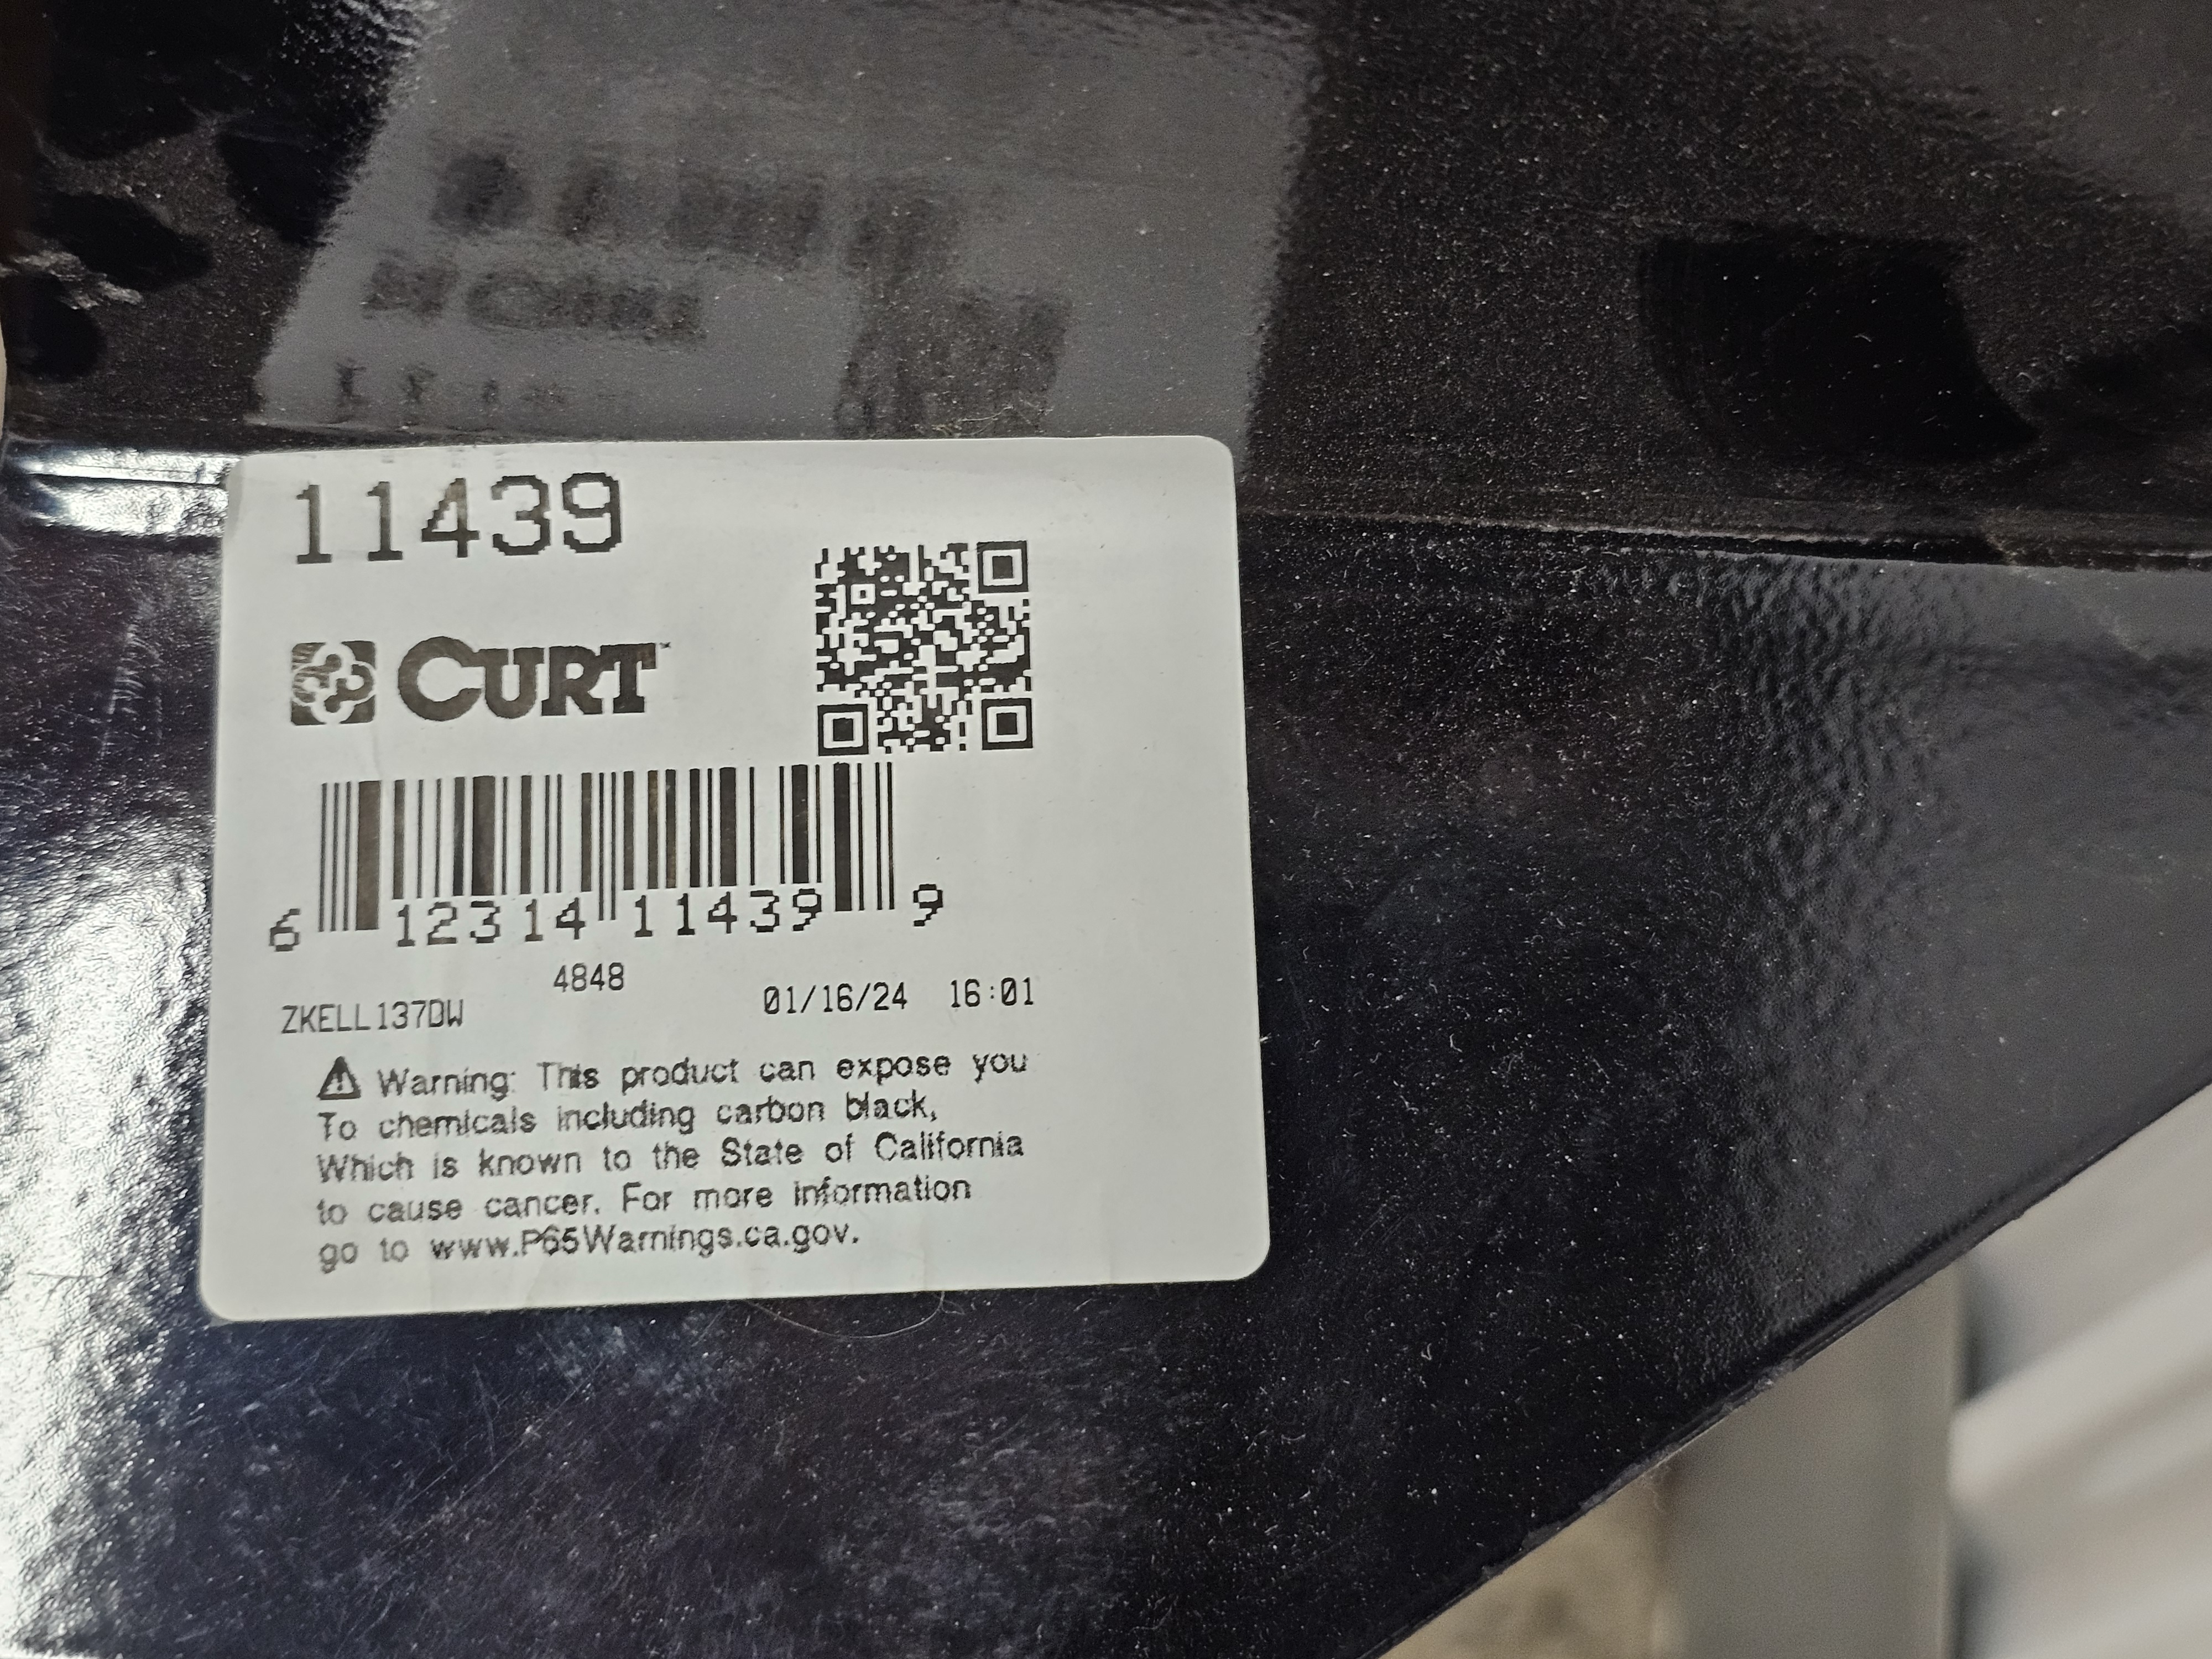 11439
CURT™
6 12314 11439 9
4848
ZKELL137DW 01/16/24 16:01
⚠ Warning: This product can expose you
To chemicals including carbon black,
Which is known to the State of California
to cause cancer. For more information
go to www.P65Warnings.ca.gov.